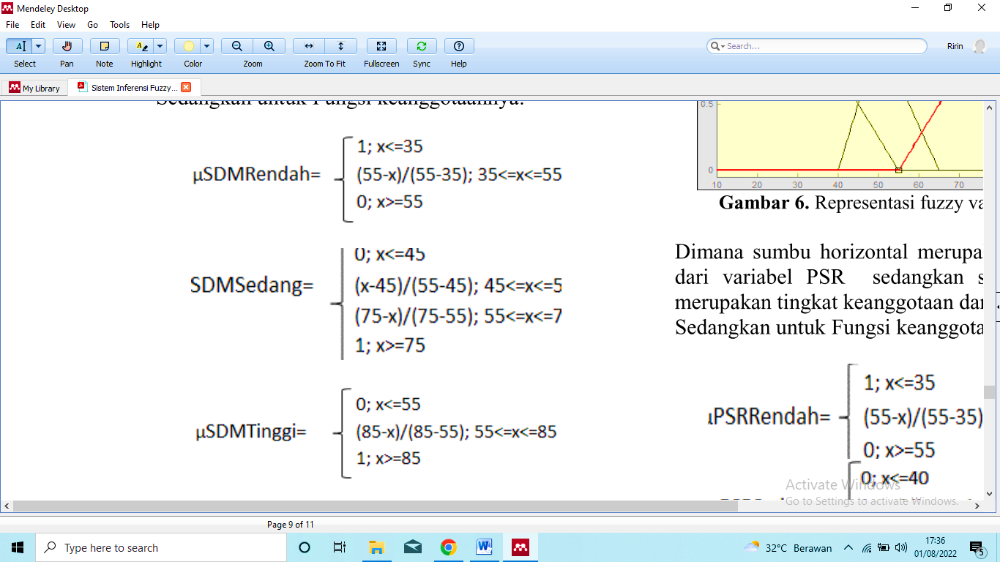 Mendeley Desktop
File Edit View Go Tools Help
Search...
Ririn
Select Pan Note Highlight Color Zoom Zoom To Fit Fullscreen Sync Help
My Library
Sistem Inferensi Fuzzy...
Sedangkan untuk Fungsi keanggotaannya:
µSDMRendah=
1; x<=35
(55-x)/(55-35); 35<=x<=55
0; x>=55
SDMSedang=
0; x<=45
(x-45)/(55-45); 45<=x<=5
(75-x)/(75-55); 55<=x<=7
1; x>=75
µSDMTinggi=
0; x<=55
(85-x)/(85-55); 55<=x<=85
1; x>=85
0.5
0
10 20 30 40 50 60 70
Gambar 6. Representasi fuzzy va
Dimana sumbu horizontal merupa
dari variabel PSR sedangkan s
merupakan tingkat keanggotaan dar
Sedangkan untuk Fungsi keanggota
µPSRRendah=
1; x<=35
(55-x)/(55-35)
0; x>=55
0; x<=40
Activate Windows
Go to Settings to activate Windows.
Page 9 of 11
Type here to search
32°C Berawan
17:36
01/08/2022
5